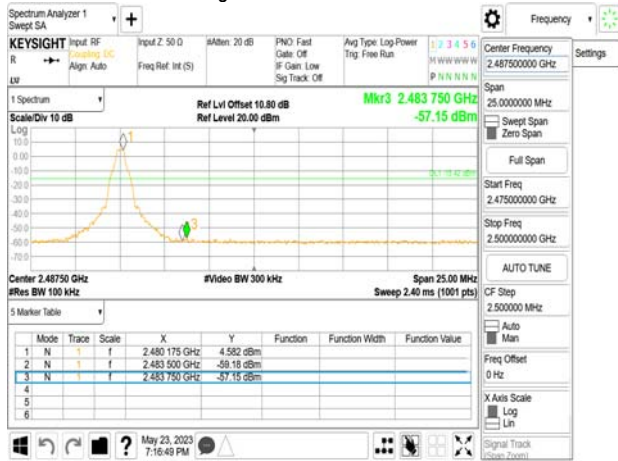 Spectrum Analyzer 1
Swept SA
+
Frequency
KEYSIGHT
Input: RF
Input Z: 50 Ω
#Atten: 20 dB
PNO: Fast
Avg Type: Log-Power
1 2 3 4 5 6
R
Coupling: DC
Gate: Off
Trig: Free Run
M W W W W W
Align: Auto
Freq Ref: Int (S)
IF Gain: Low
Sig Track: Off
P N N N N N
LVI
1 Spectrum
Ref Lvl Offset 10.80 dB
Mkr3 2.483 750 GHz
Scale/Div 10 dB
Ref Level 20.00 dBm
-57.15 dBm
Log
10.0
0.00
-10.0
-20.0
-30.0
-40.0
-50.0
-60.0
-70.0
1
3
Center 2.48750 GHz
#Video BW 300 kHz
Span 25.00 MHz
#Res BW 100 kHz
Sweep 2.40 ms (1001 pts)
5 Marker Table
Mode Trace Scale X Y Function Function Width Function Value
1 N 1 f 2.480 175 GHz 4.582 dBm
2 N 1 f 2.483 500 GHz -59.18 dBm
3 N 1 f 2.483 750 GHz -57.15 dBm
4
5
6
?
May 23, 2023
7:16:49 PM
Center Frequency
2.487500000 GHz
Settings
Span
25.0000000 MHz
Swept Span
Zero Span
Full Span
Start Freq
2.475000000 GHz
Stop Freq
2.500000000 GHz
AUTO TUNE
CF Step
2.500000 MHz
Auto
Man
Freq Offset
0 Hz
X Axis Scale
Log
Lin
Signal Track
(Span Zoom)